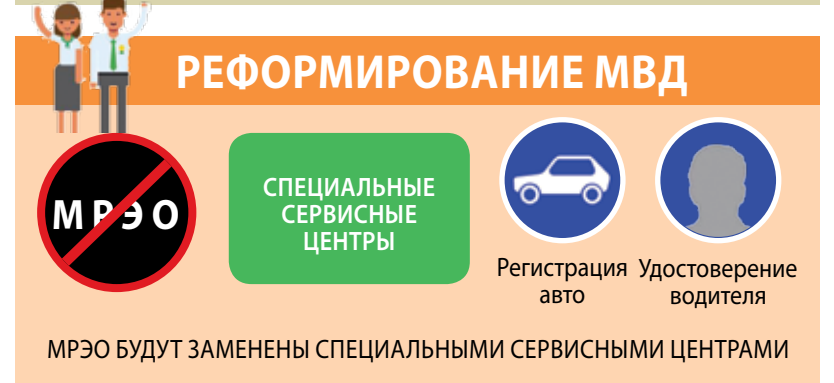 РЕФОРМИРОВАНИЕ МВД
МРЭО
СПЕЦИАЛЬНЫЕ
СЕРВИСНЫЕ
ЦЕНТРЫ
Регистрация
авто
Удостоверение
водителя
МРЭО БУДУТ ЗАМЕНЕНЫ СПЕЦИАЛЬНЫМИ СЕРВИСНЫМИ ЦЕНТРАМИ